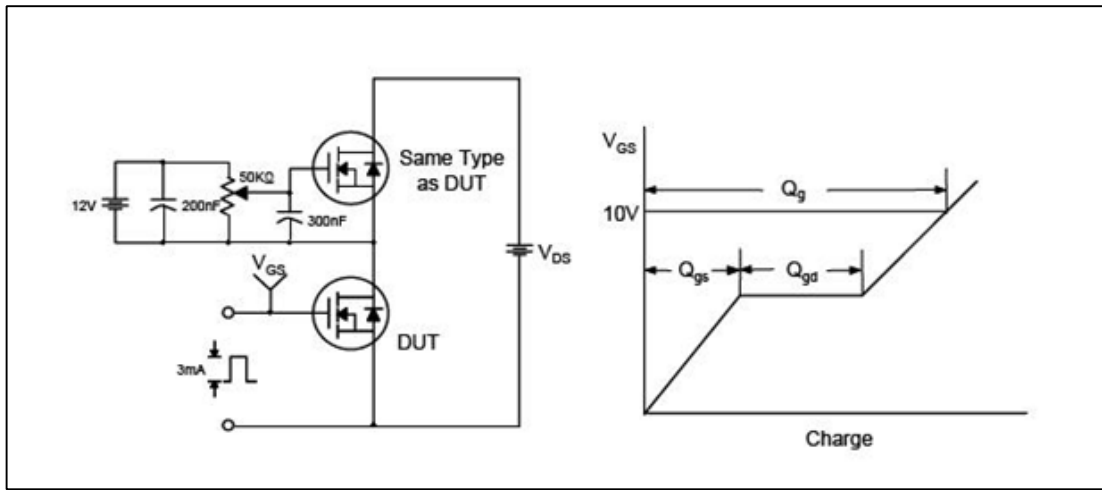 Same Type
as DUT
50KΩ
12V
200nF
300nF
V_GS
V_DS
DUT
3mA
V_GS
Q_g
10V
Q_gs
Q_gd
Charge